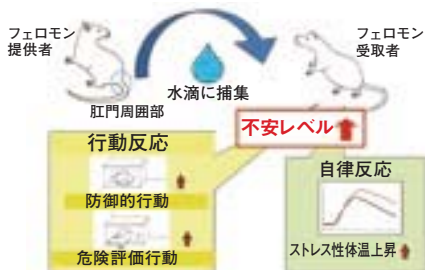 フェロモン
提供者
フェロモン
受取者
肛門周囲部
水滴に捕集
不安レベル
行動反応
防御的行動
危険評価行動
自律反応
ストレス性体温上昇